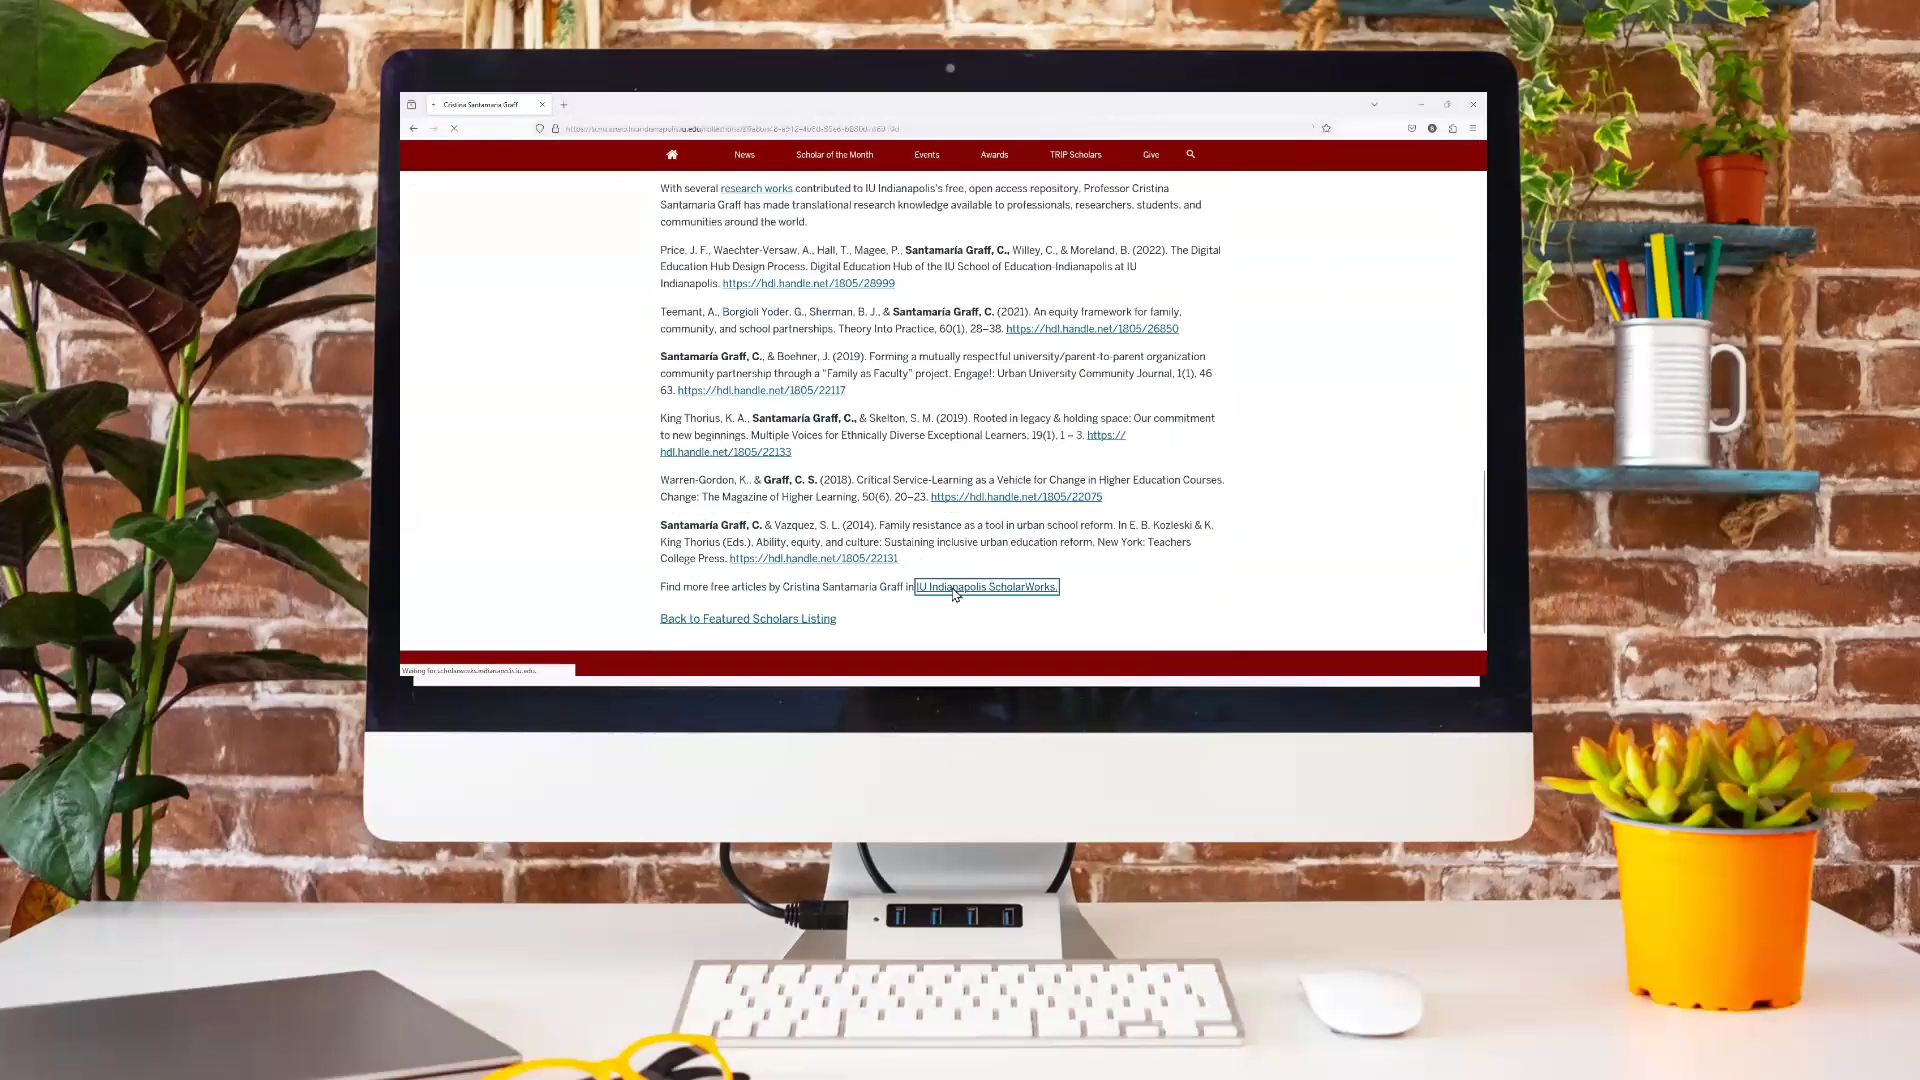 Cristina Santamaria Graff
News Scholar of the Month Events Awards TRIP Scholars Give
With several research works contributed to IU Indianapolis's free, open access repository, Professor Cristina
Santamaria Graff has made translational research knowledge available to professionals, researchers, students, and
communities around the world.
Price, J. F., Waechter-Versaw, A., Hall, T., Magee, P., Santamaría Graff, C., Willey, C., & Moreland, B. (2022). The Digital
Education Hub Design Process. Digital Education Hub of the IU School of Education-Indianapolis at IU
Indianapolis. https://hdl.handle.net/1805/28999
Teemant, A., Borgioli Yoder, G., Sherman, B. J., & Santamaría Graff, C. (2021). An equity framework for family,
community, and school partnerships. Theory Into Practice, 60(1), 28–38. https://hdl.handle.net/1805/26850
Santamaría Graff, C., & Boehner, J. (2019). Forming a mutually respectful university/parent-to-parent organization
community partnership through a “Family as Faculty” project. Engage!: Urban University Community Journal, 1(1), 46
63. https://hdl.handle.net/1805/22117
King Thorius, K. A., Santamaría Graff, C., & Skelton, S. M. (2019). Rooted in legacy & holding space: Our commitment
to new beginnings. Multiple Voices for Ethnically Diverse Exceptional Learners, 19(1), 1 – 3. https://
hdl.handle.net/1805/22133
Warren-Gordon, K., & Graff, C. S. (2018). Critical Service-Learning as a Vehicle for Change in Higher Education Courses.
Change: The Magazine of Higher Learning, 50(6), 20–23. https://hdl.handle.net/1805/22075
Santamaría Graff, C. & Vazquez, S. L. (2014). Family resistance as a tool in urban school reform. In E. B. Kozleski & K.
King Thorius (Eds.), Ability, equity, and culture: Sustaining inclusive urban education reform, New York: Teachers
College Press. https://hdl.handle.net/1805/22131
Find more free articles by Cristina Santamaria Graff in IU Indianapolis ScholarWorks.
Back to Featured Scholars Listing
Waiting for scholarworks.indianapolis.iu.edu.